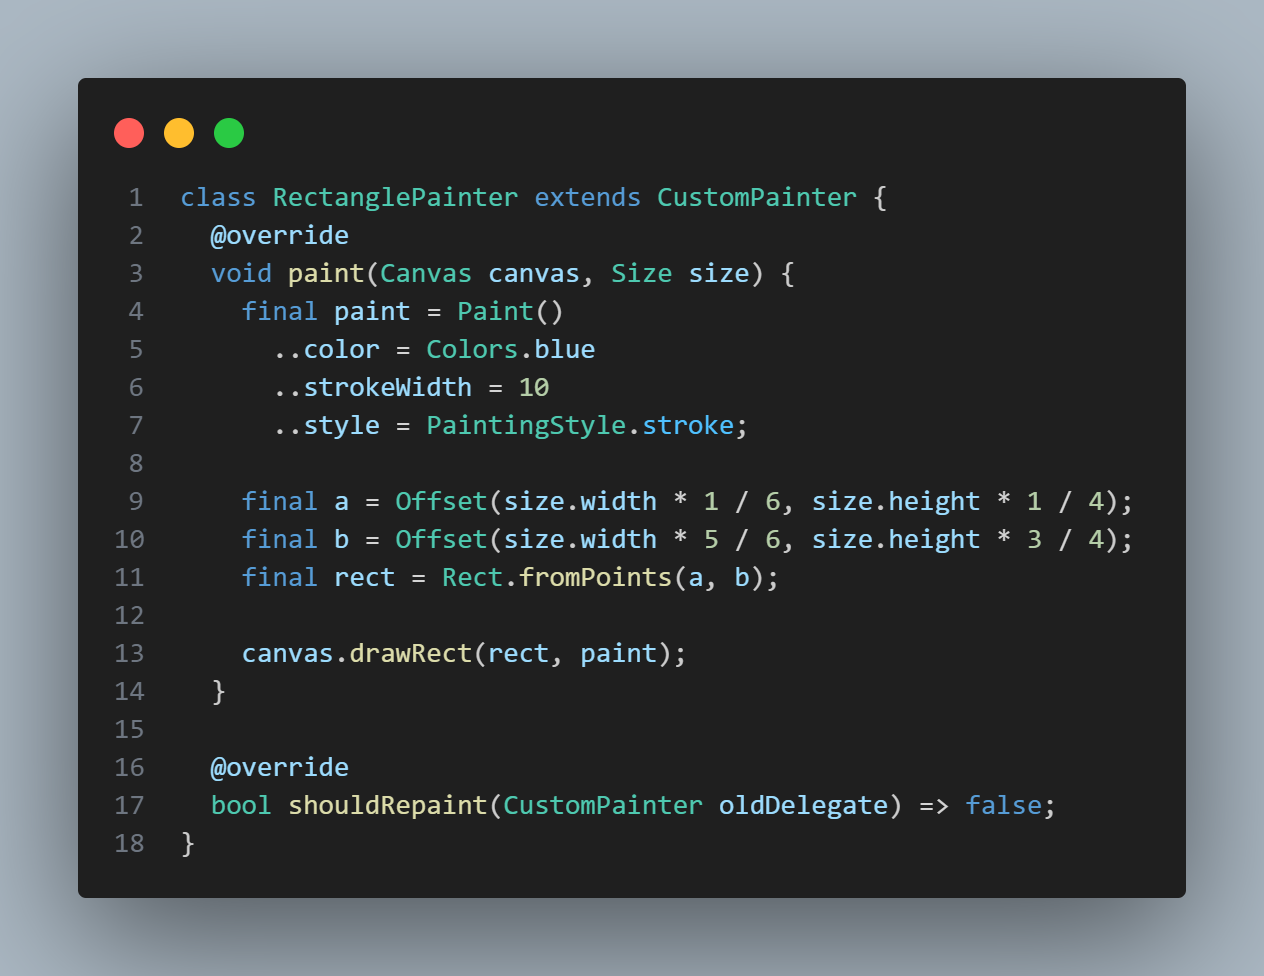 1 class RectanglePainter extends CustomPainter {
2   @override
3   void paint(Canvas canvas, Size size) {
4     final paint = Paint()
5       ..color = Colors.blue
6       ..strokeWidth = 10
7       ..style = PaintingStyle.stroke;
8
9     final a = Offset(size.width * 1 / 6, size.height * 1 / 4);
10     final b = Offset(size.width * 5 / 6, size.height * 3 / 4);
11     final rect = Rect.fromPoints(a, b);
12
13     canvas.drawRect(rect, paint);
14   }
15
16   @override
17   bool shouldRepaint(CustomPainter oldDelegate) => false;
18 }